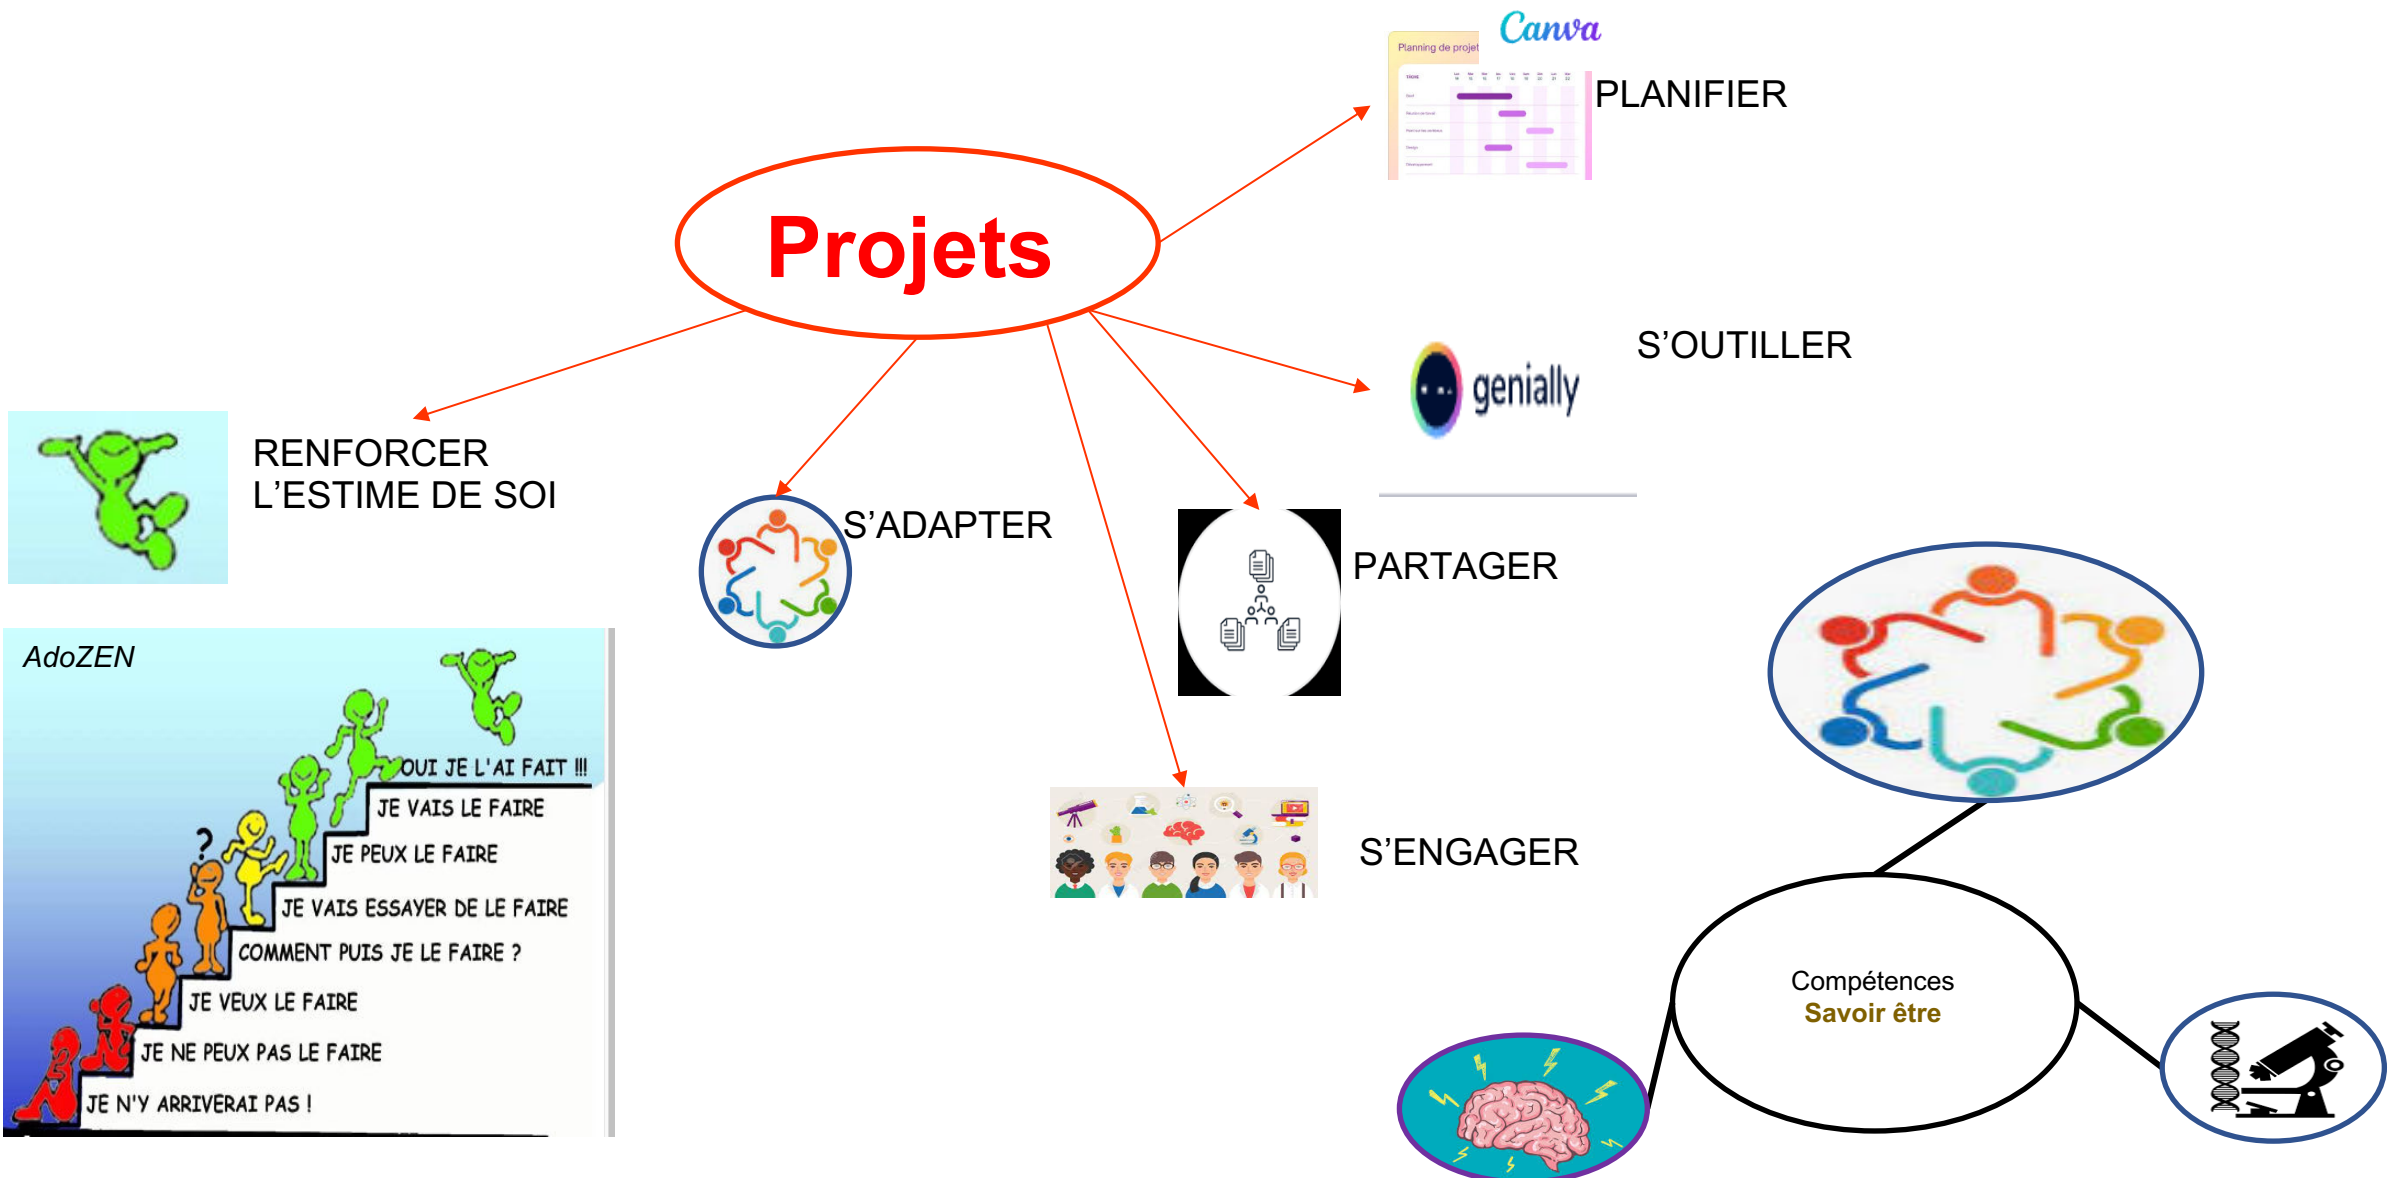 Canva
Planning de projet
PLANIFIER
Projets
S’OUTILLER
genially
RENFORCER
L’ESTIME DE SOI
S’ADAPTER
PARTAGER
AdoZEN
OUI JE L'AI FAIT !!!
JE VAIS LE FAIRE
?
JE PEUX LE FAIRE
JE VAIS ESSAYER DE LE FAIRE
COMMENT PUIS JE LE FAIRE ?
JE VEUX LE FAIRE
JE NE PEUX PAS LE FAIRE
JE N'Y ARRIVERAI PAS !
S’ENGAGER
Compétences
Savoir être